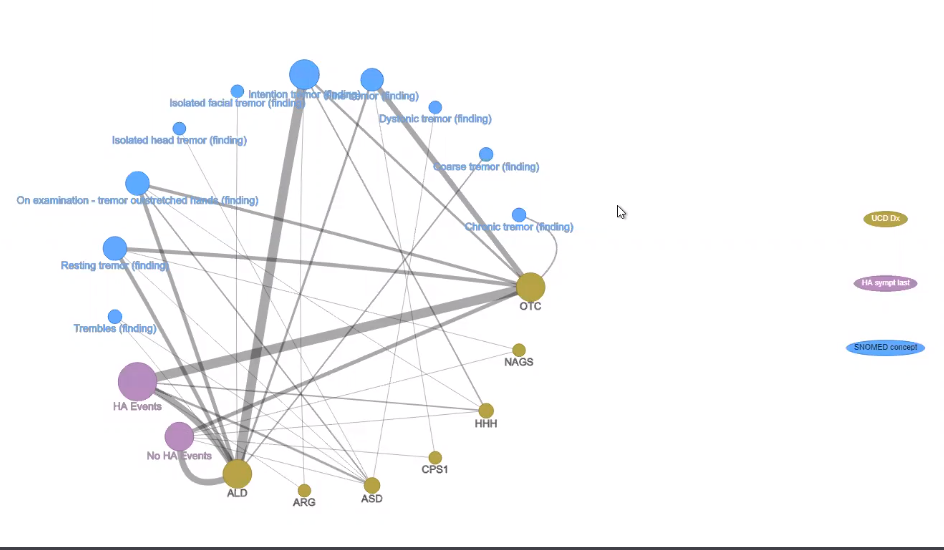 Intention tremor (finding)
tremor (finding)
Isolated facial tremor (finding)
Dystonic tremor (finding)
Isolated head tremor (finding)
Coarse tremor (finding)
On examination - tremor outstretched hands (finding)
Chronic tremor (finding)
UCD Dx
Resting tremor (finding)
HA sympt last
OTC
Trembles (finding)
SNOMED concept
NAGS
HA Events
HHH
No HA Events
CPS1
ALD
ARG
ASD